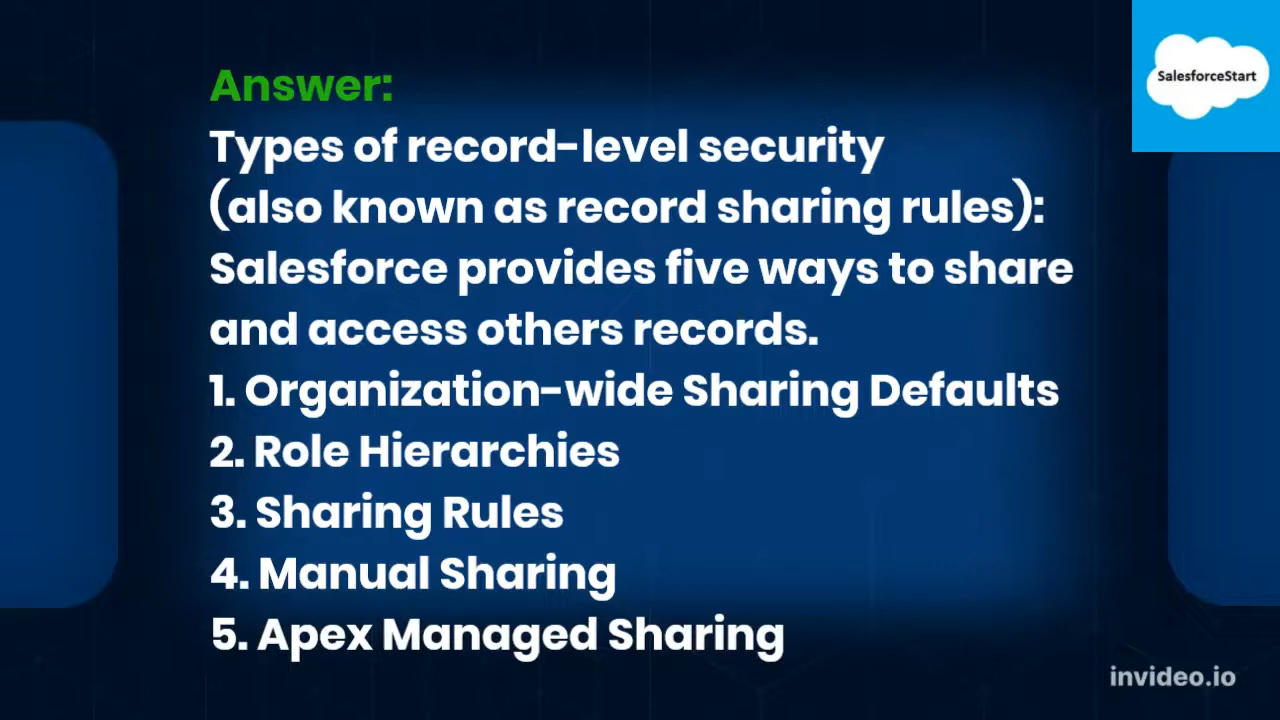 SalesforceStart
Answer:
Types of record-level security
(also known as record sharing rules):
Salesforce provides five ways to share
and access others records.
1. Organization-wide Sharing Defaults
2. Role Hierarchies
3. Sharing Rules
4. Manual Sharing
5. Apex Managed Sharing
invideo.io